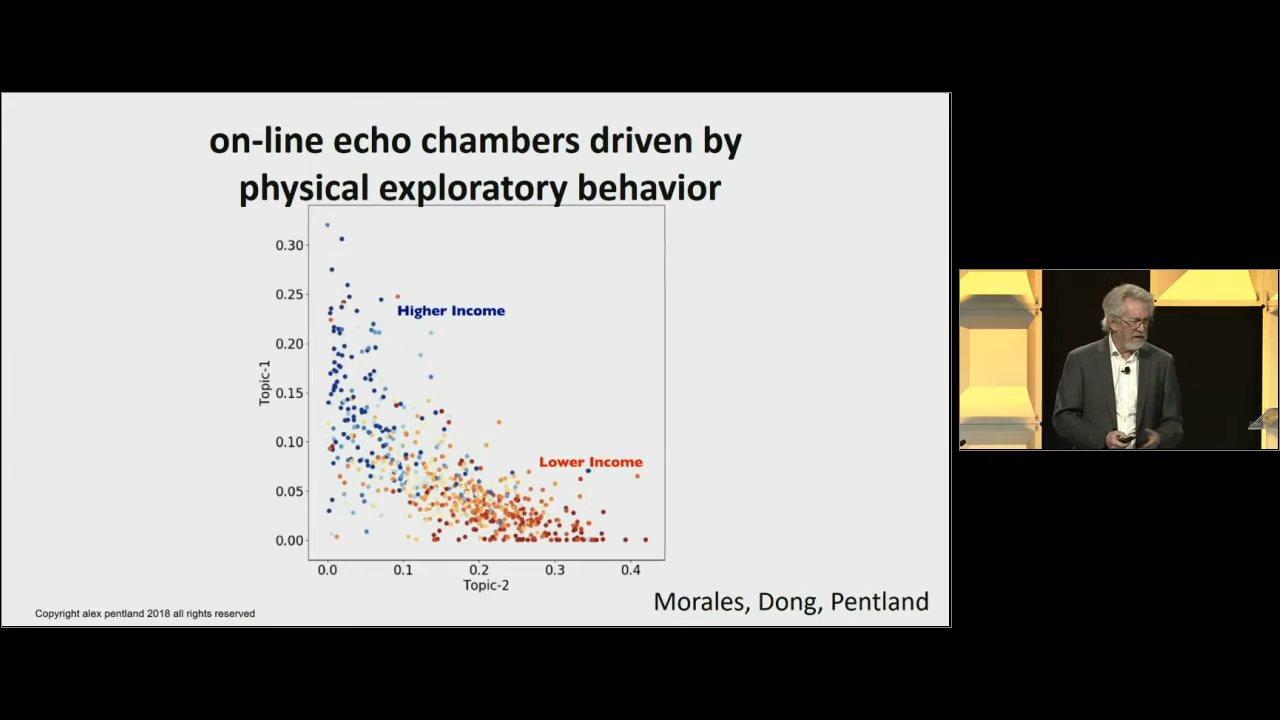 on-line echo chambers driven by
physical exploratory behavior
0.30
0.25
0.20
0.15
0.10
0.05
0.00
Topic-1
Higher Income
Lower Income
0.0 0.1 0.2 0.3 0.4
Topic-2
Morales, Dong, Pentland
Copyright alex pentland 2018 all rights reserved